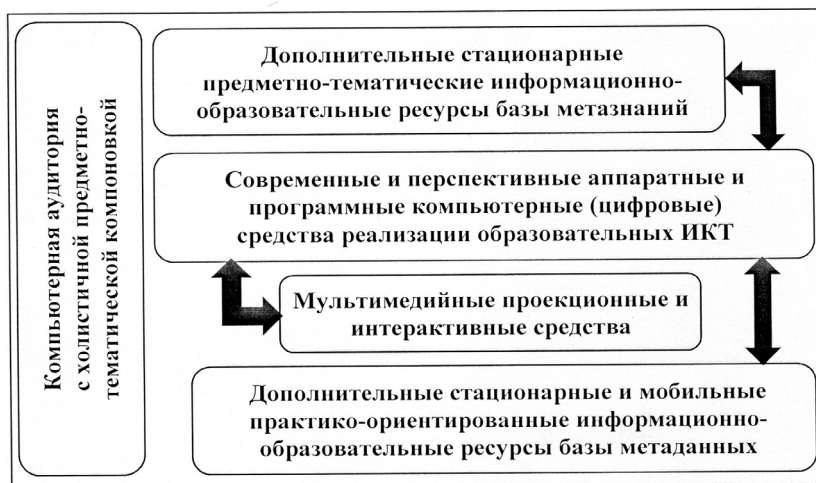 Компьютерная аудитория
с холистичной предметно-
тематической компоновкой
Дополнительные стационарные
предметно-тематические информационно-
образовательные ресурсы базы метазнаний
Современные и перспективные аппаратные и
программные компьютерные (цифровые)
средства реализации образовательных ИКТ
Мультимедийные проекционные и
интерактивные средства
Дополнительные стационарные и мобильные
практико-ориентированные информационно-
образовательные ресурсы базы метаданных